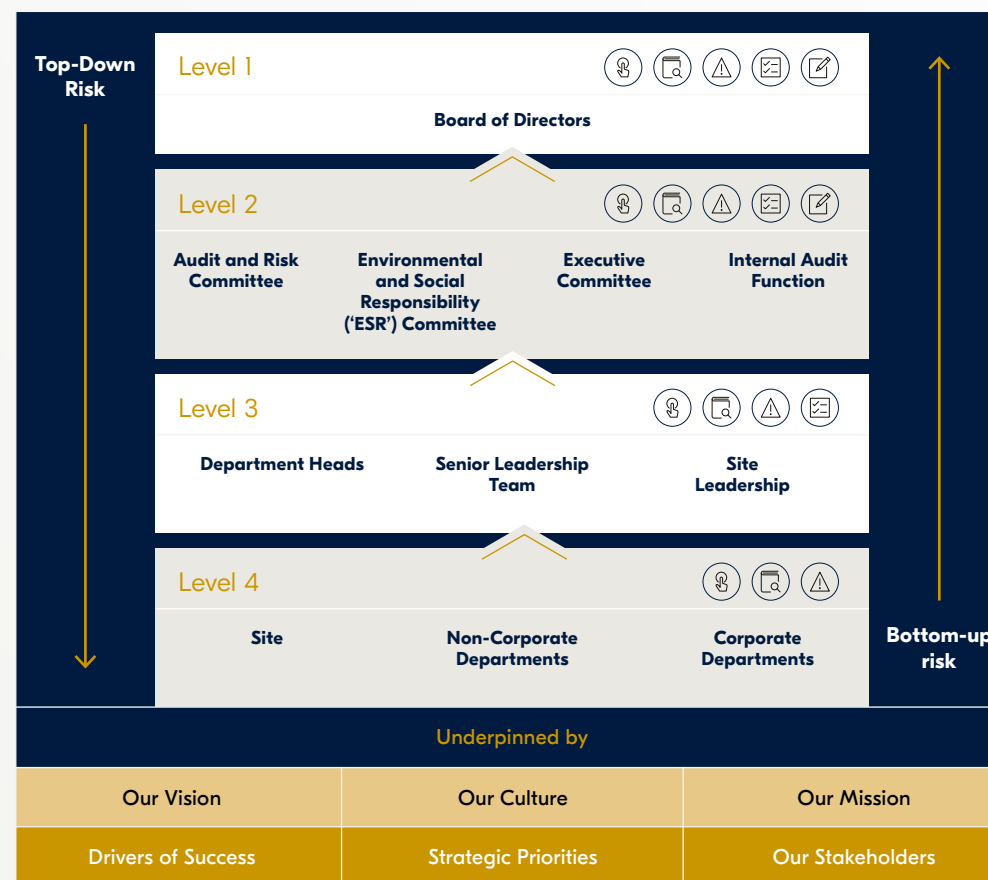 Top-Down
Risk
Level 1
Board of Directors
Level 2
Audit and Risk
Committee
Environmental
and Social
Responsibility
(‘ESR’) Committee
Executive
Committee
Internal Audit
Function
Level 3
Department Heads
Senior Leadership
Team
Site
Leadership
Level 4
Site
Non-Corporate
Departments
Corporate
Departments
Bottom-up
risk
Underpinned by
Our Vision
Our Culture
Our Mission
Drivers of Success
Strategic Priorities
Our Stakeholders